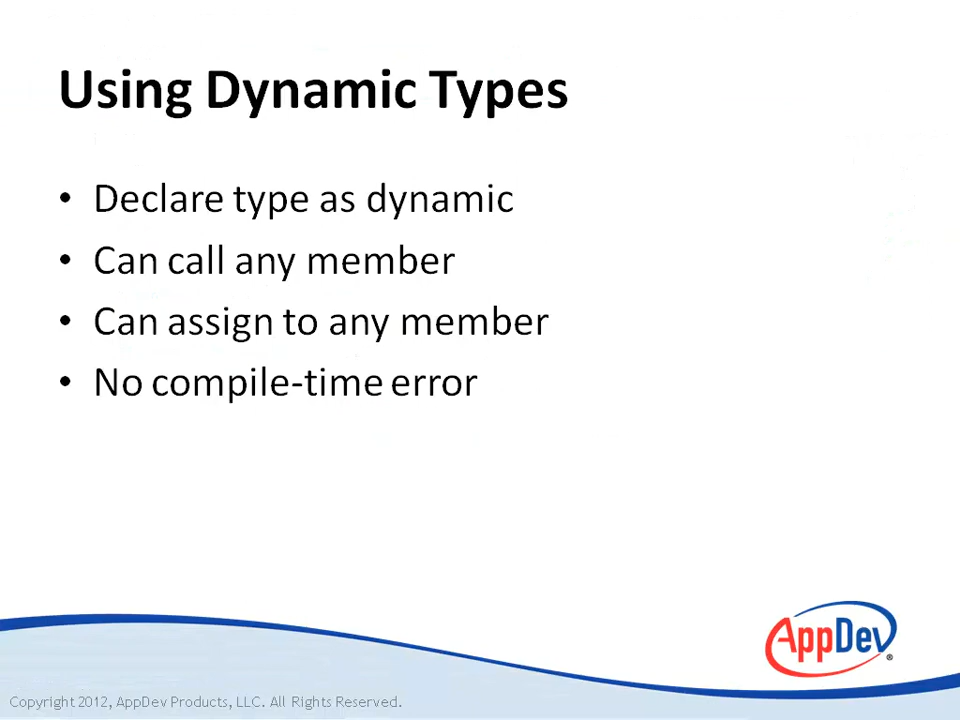 Using Dynamic Types
• Declare type as dynamic
• Can call any member
• Can assign to any member
• No compile-time error
AppDev®
Copyright 2012, AppDev Products, LLC. All Rights Reserved.